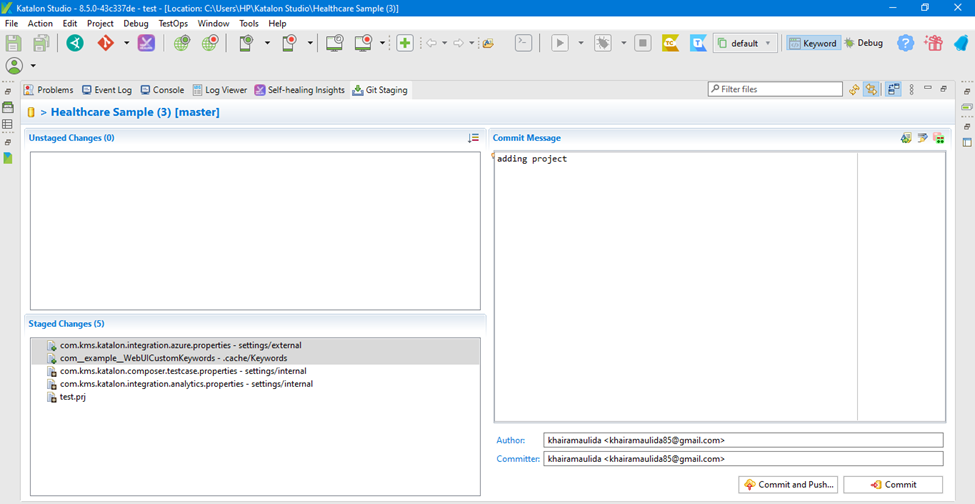 Katalon Studio - 8.5.0-43c337de - test - [Location: C:\Users\HP\Katalon Studio\Healthcare Sample (3)]
File Action Edit Project Debug TestOps Window Tools Help
TC T default Keyword Debug ?
Problems Event Log Console Log Viewer Self-healing Insights Git Staging Filter files
> Healthcare Sample (3) [master]
Unstaged Changes (0)
Commit Message
adding project
Staged Changes (5)
com.kms.katalon.integration.azure.properties - settings/external
com__example__WebUICustomKeywords - .cache/Keywords
com.kms.katalon.composer.testcase.properties - settings/internal
com.kms.katalon.integration.analytics.properties - settings/internal
test.prj
Author: khairamaulida <khairamaulida85@gmail.com>
Committer: khairamaulida <khairamaulida85@gmail.com>
Commit and Push... Commit